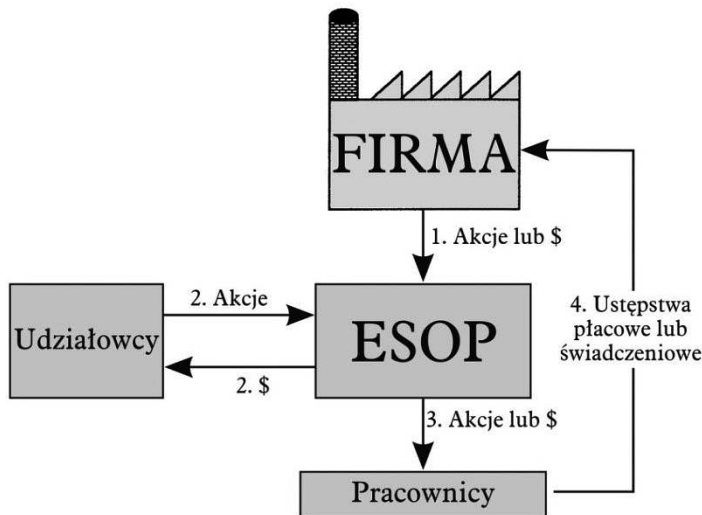 FIRMA
1. Akcje lub $
2. Akcje
Udziałowcy
ESOP
2. $
4. Ustępstwa
płacowe lub
świadczeniowe
3. Akcje lub $
Pracownicy